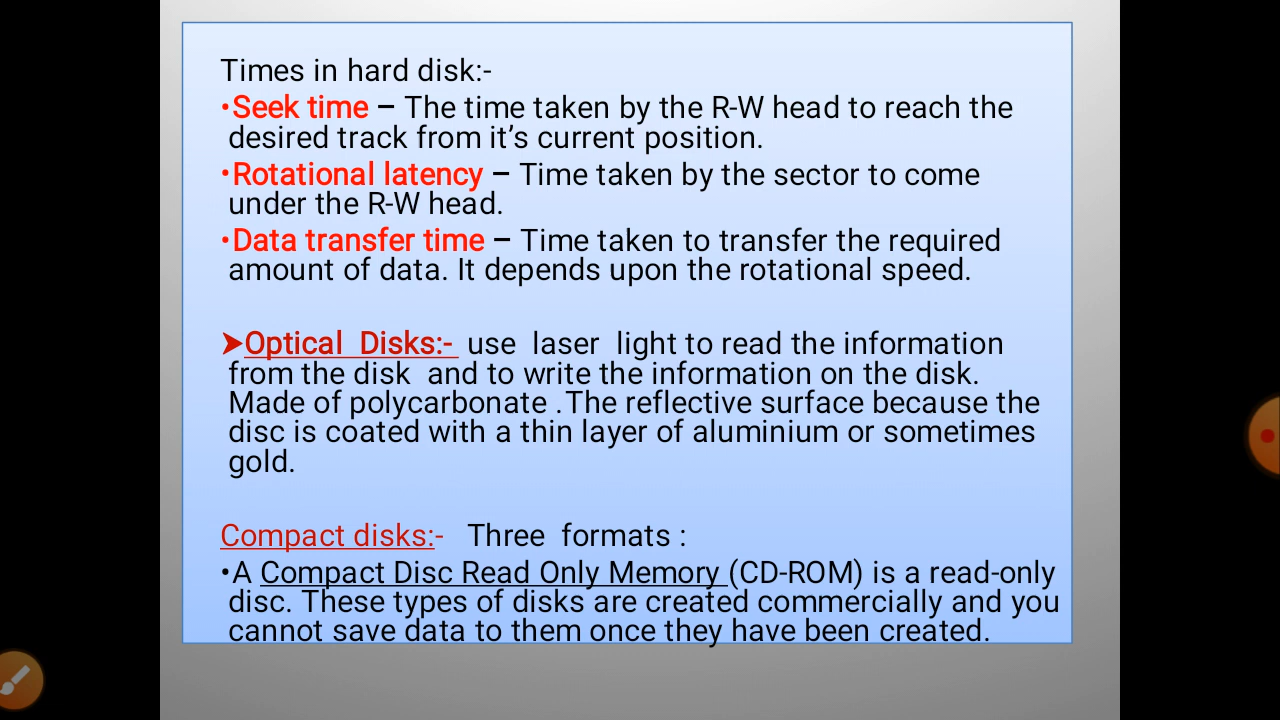 Times in hard disk:-
•Seek time – The time taken by the R-W head to reach the
desired track from it’s current position.
•Rotational latency – Time taken by the sector to come
under the R-W head.
•Data transfer time – Time taken to transfer the required
amount of data. It depends upon the rotational speed.
➤Optical Disks:- use laser light to read the information
from the disk and to write the information on the disk.
Made of polycarbonate .The reflective surface because the
disc is coated with a thin layer of aluminium or sometimes
gold.
Compact disks:- Three formats :
•A Compact Disc Read Only Memory (CD-ROM) is a read-only
disc. These types of disks are created commercially and you
cannot save data to them once they have been created.